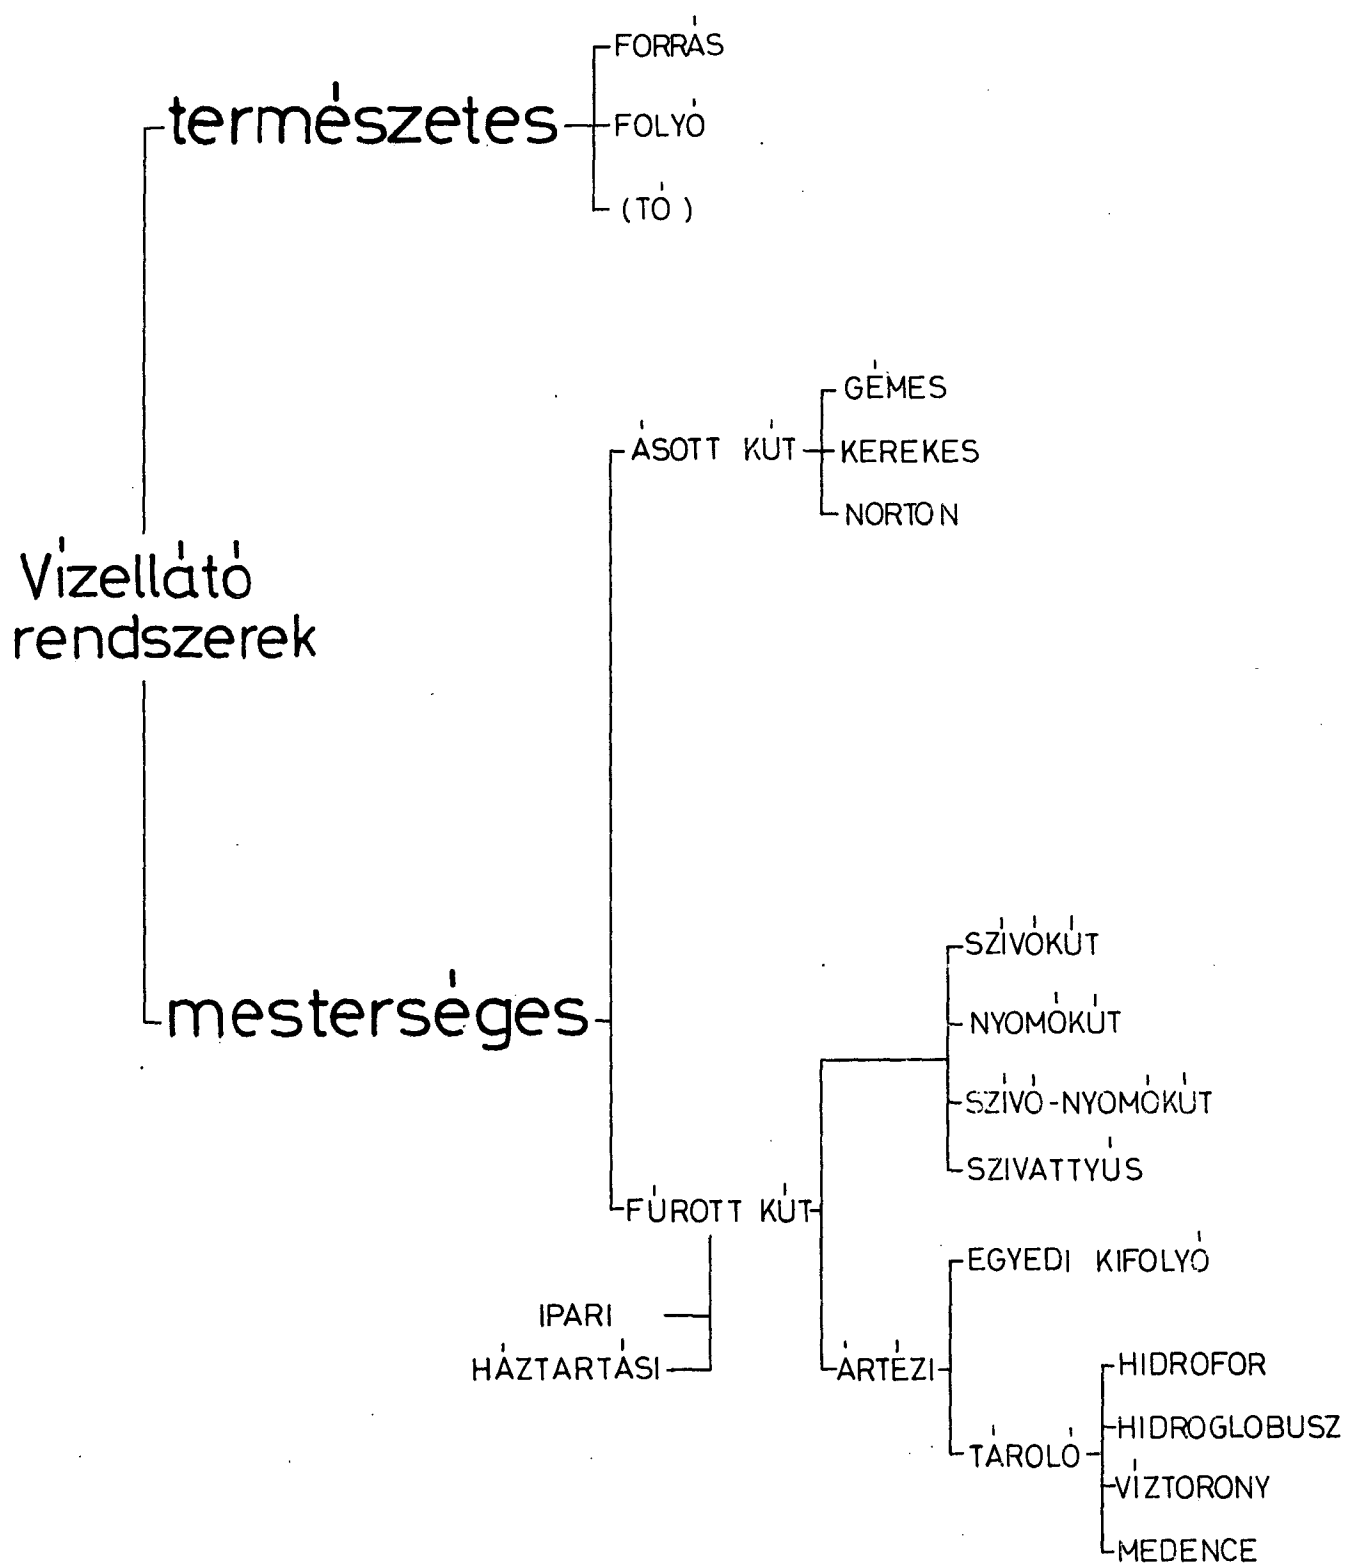 FORRÁS
természetes
FOLYÓ
(TÓ)
GÉMES
ÁSOTT KÚT
KEREKES
NORTON
Vízellátó
rendszerek
SZÍVÓKÚT
mesterséges
NYOMÓKÚT
SZÍVÓ-NYOMÓKÚT
SZIVATTYÚS
FÚROTT KÚT
EGYEDI KIFOLYÓ
IPARI
HÁZTARTÁSI
ÁRTÉZI
HIDROFOR
HIDROGLOBUSZ
TÁROLÓ
VÍZTORONY
MEDENCE